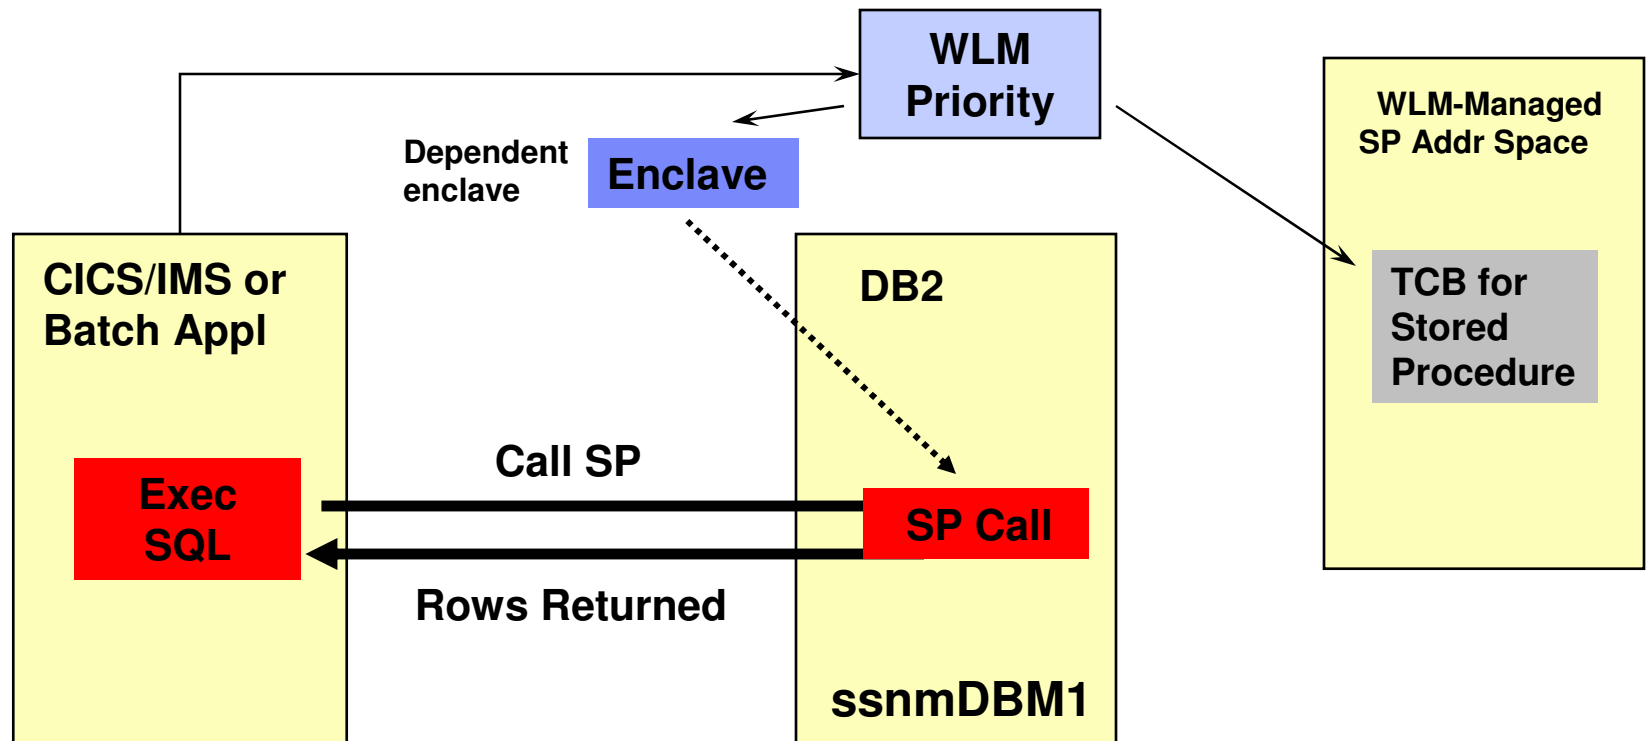 WLM
Priority
WLM-Managed
SP Addr Space
Dependent
enclave
Enclave
CICS/IMS or
Batch Appl
DB2
TCB for
Stored
Procedure
Call SP
Exec
SQL
SP Call
Rows Returned
ssnmDBM1